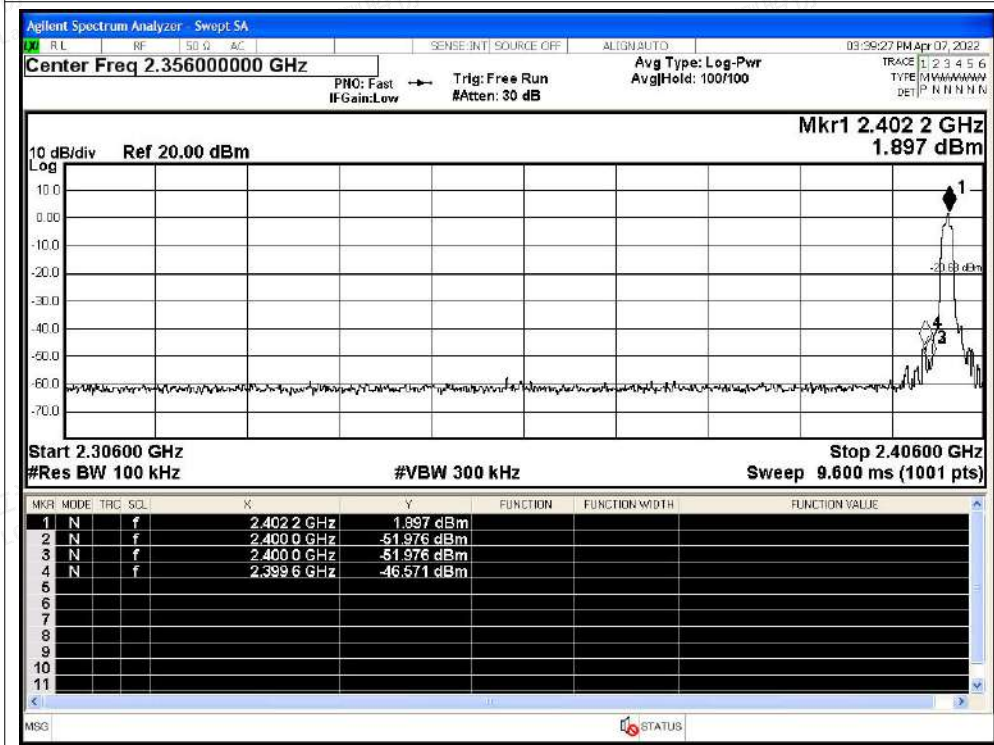 Agilent Spectrum Analyzer - Swept SA
LXI RL RF 50 Ω AC SENSE:INT SOURCE OFF ALIGN AUTO 03:39:27 PM Apr 07, 2022
Center Freq 2.356000000 GHz
PNO: Fast
IFGain:Low
Trig: Free Run
#Atten: 30 dB
Avg Type: Log-Pwr
Avg|Hold: 100/100
TRACE 1 2 3 4 5 6
TYPE M
DET P N N N N N
Mkr1 2.402 2 GHz
1.897 dBm
10 dB/div Ref 20.00 dBm
Log
10.0
0.00
-10.0
-20.0
-30.0
-40.0
-50.0
-60.0
-70.0
1
4
3
Start 2.30600 GHz
Stop 2.40600 GHz
#Res BW 100 kHz
#VBW 300 kHz
Sweep 9.600 ms (1001 pts)
MKR MODE TRC SCL X Y FUNCTION FUNCTION WIDTH FUNCTION VALUE
1 N f 2.402 2 GHz 1.897 dBm
2 N f 2.400 0 GHz -51.976 dBm
3 N f 2.400 0 GHz -51.976 dBm
4 N f 2.399 6 GHz -46.571 dBm
5
6
7
8
9
10
11
MSG STATUS